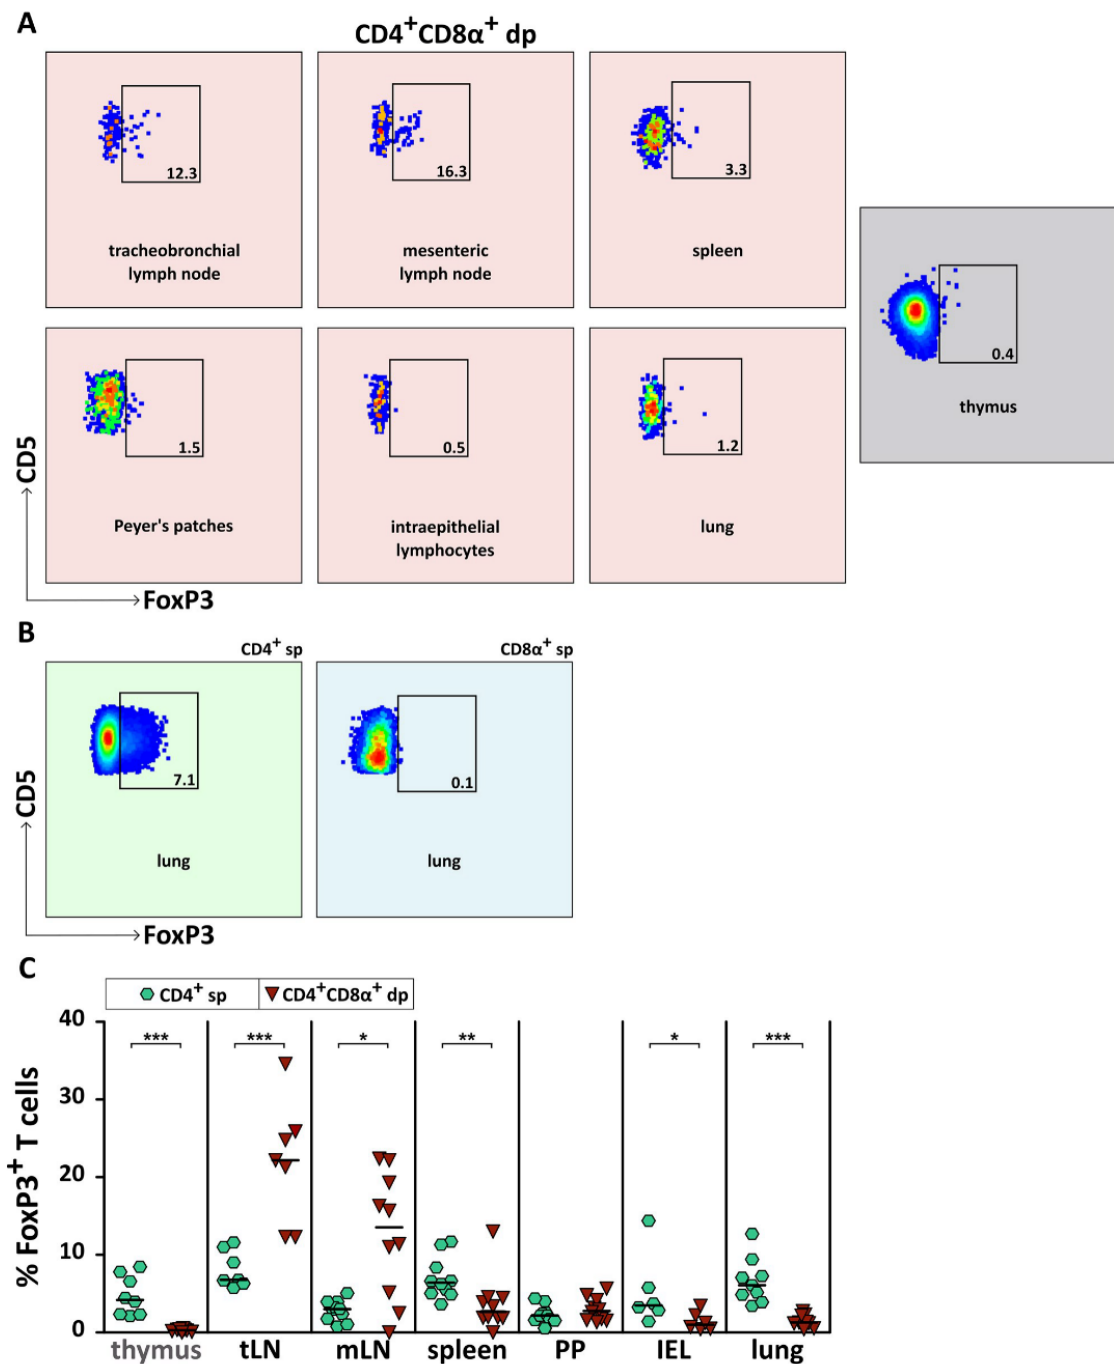 A
CD4+CD8α+ dp
12.3
tracheobronchial
lymph node
16.3
mesenteric
lymph node
3.3
spleen
0.4
thymus
1.5
Peyer's patches
0.5
intraepithelial
lymphocytes
1.2
lung
CD5
FoxP3
B
CD4+ sp
7.1
lung
CD8α+ sp
0.1
lung
CD5
FoxP3
C
CD4+ sp
CD4+CD8α+ dp
% FoxP3+ T cells
40
30
20
10
0
*** *** * ** * ***
thymus tLN mLN spleen PP IEL lung